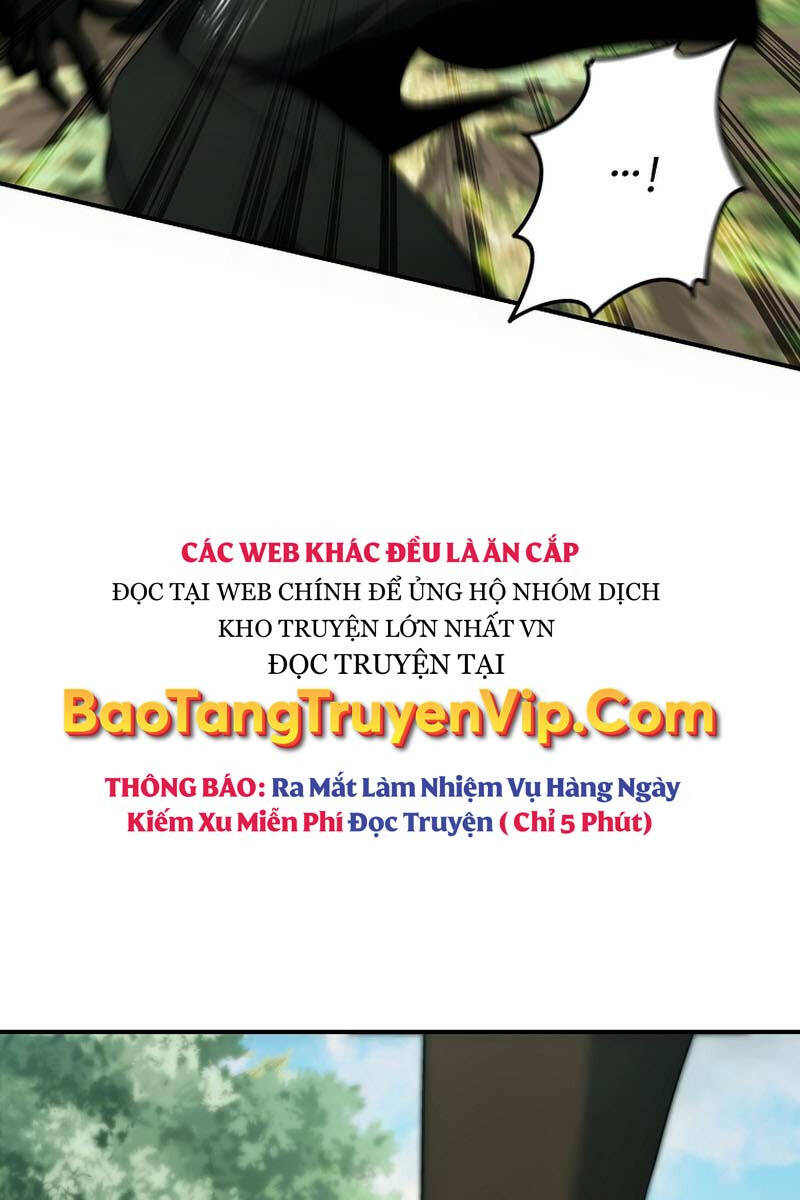 ...!
CÁC WEB KHÁC ĐỀU LÀ ĂN CẮP
ĐỌC TẠI WEB CHÍNH ĐỂ ỦNG HỘ NHÓM DỊCH
KHO TRUYỆN LỚN NHẤT VN
ĐỌC TRUYỆN TẠI
BaoTangTruyenVip.Com
THÔNG BÁO: Ra Mắt Làm Nhiệm Vụ Hàng Ngày
Kiếm Xu Miễn Phí Đọc Truyện ( Chỉ 5 Phút)